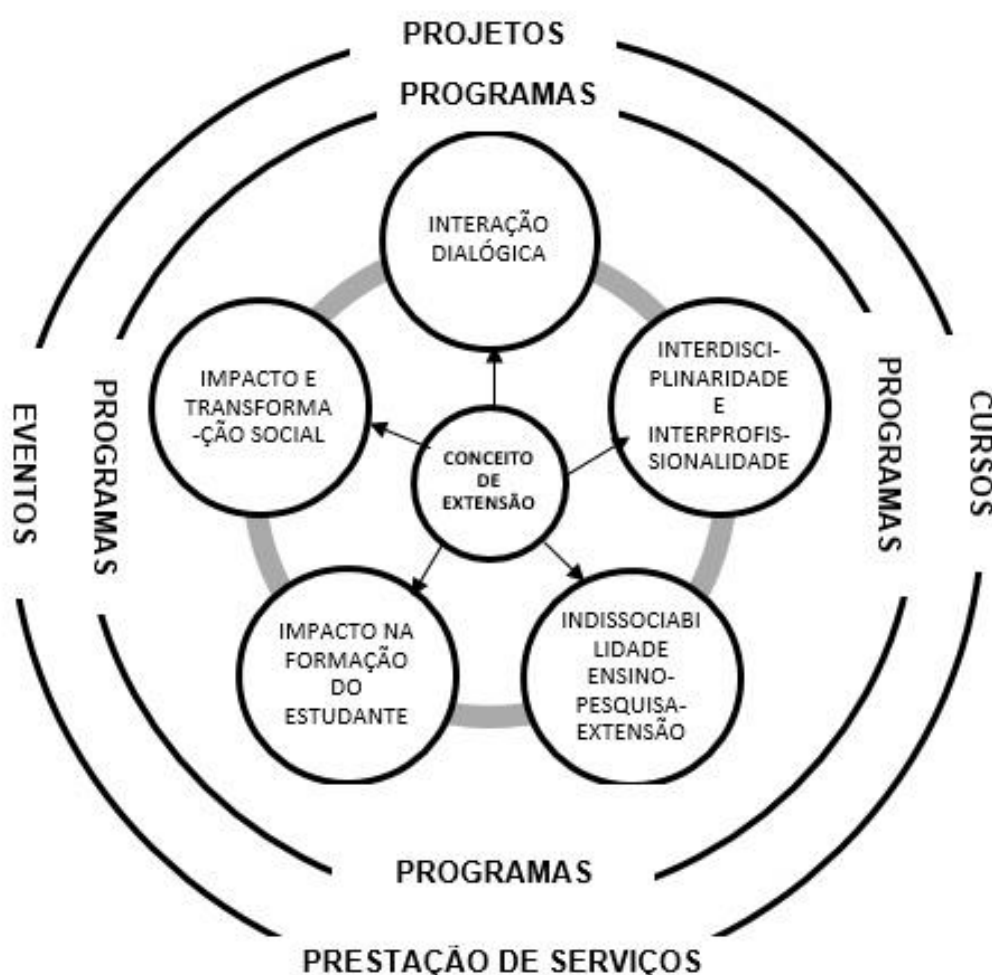 PROJETOS
PROGRAMAS
INTERAÇÃO
DIALÓGICA
IMPACTO E
TRANSFORMA
-ÇÃO SOCIAL
INTERDISCI-
PLINARIDADE
E
INTERPROFIS-
SIONALIDADE
EVENTOS
PROGRAMAS
CONCEITO
DE
EXTENSÃO
PROGRAMAS
CURSOS
IMPACTO NA
FORMAÇÃO
DO
ESTUDANTE
INDISSOCIABI
LIDADE
ENSINO-
PESQUISA-
EXTENSÃO
PROGRAMAS
PRESTAÇÃO DE SERVIÇOS